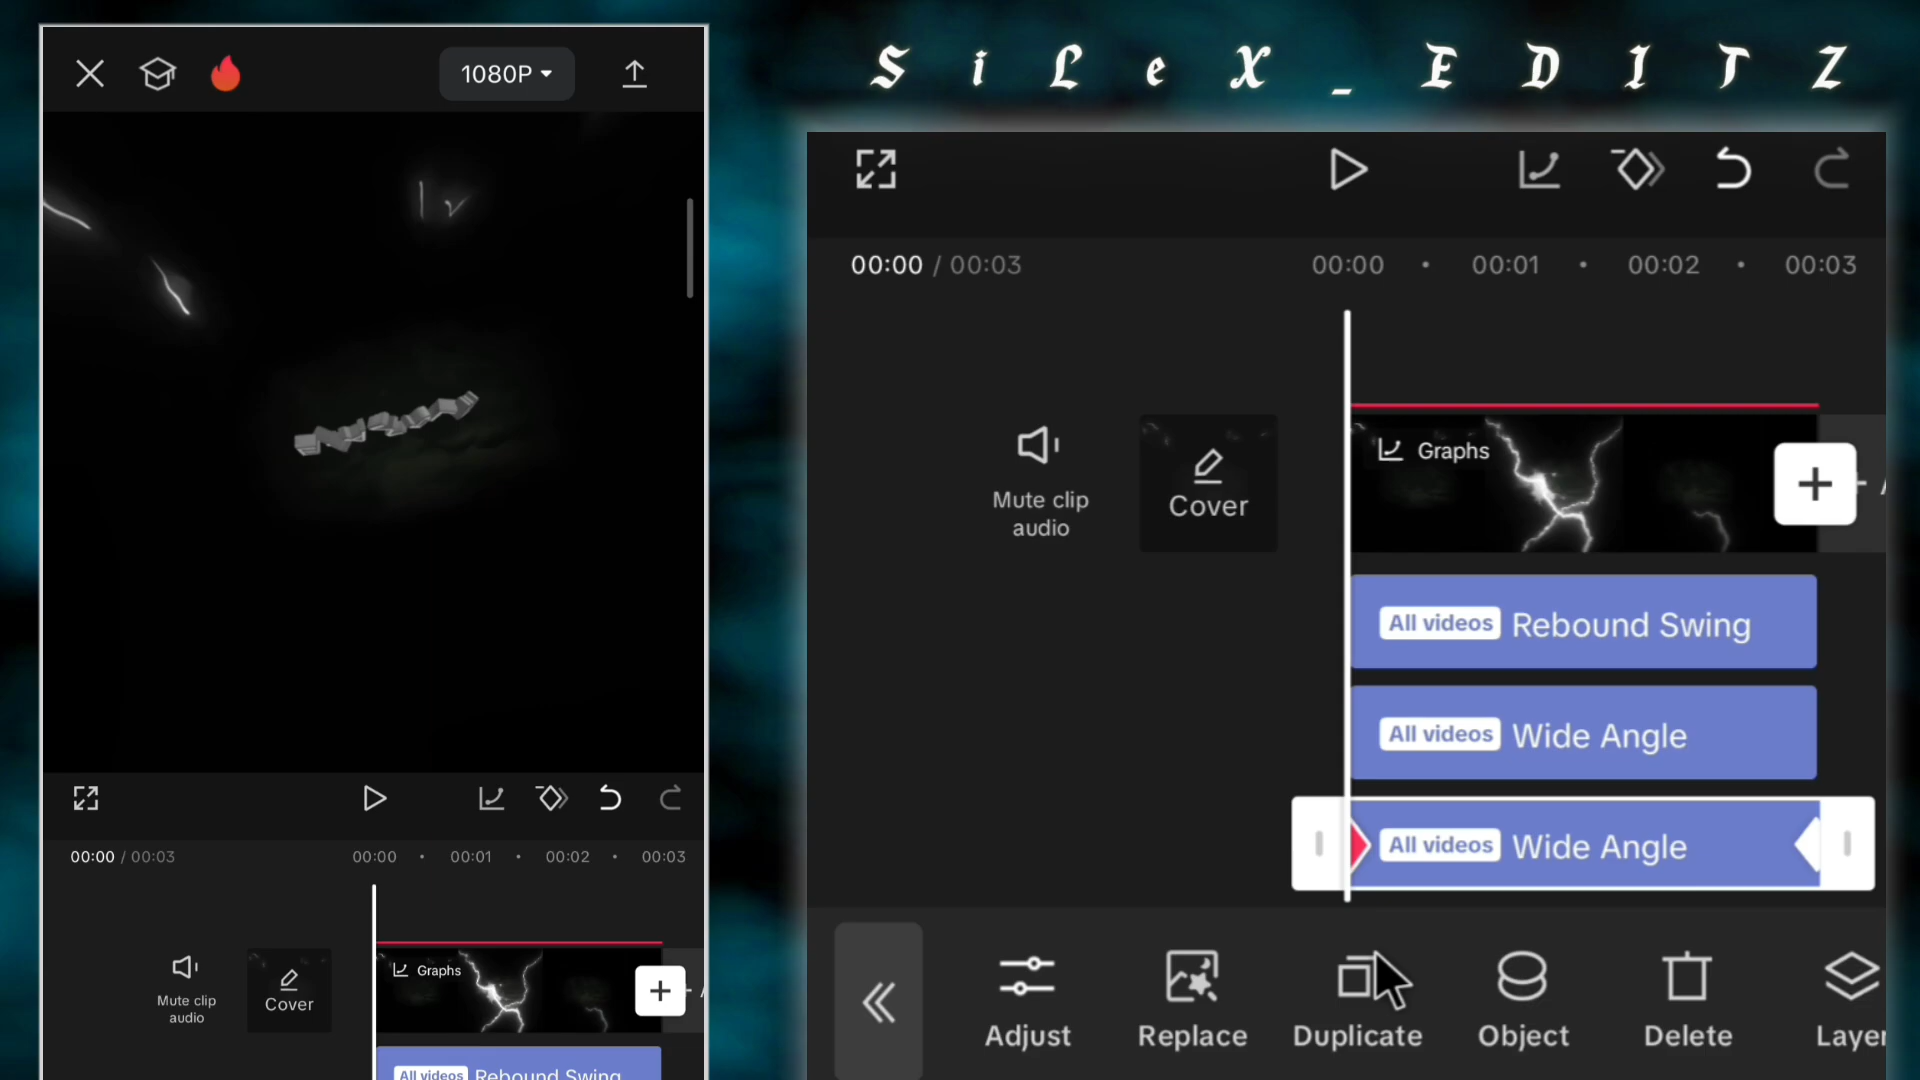 SiLeX_EDITZ
1080P
00:00 / 00:03
00:00 00:01 00:02 00:03
Mute clip
audio
Cover
Graphs
All videos Rebound Swing
00:00 / 00:03
00:00 00:01 00:02 00:03
Mute clip
audio
Cover
Graphs
All videos Rebound Swing
All videos Wide Angle
All videos Wide Angle
Adjust
Replace
Duplicate
Object
Delete
Layer